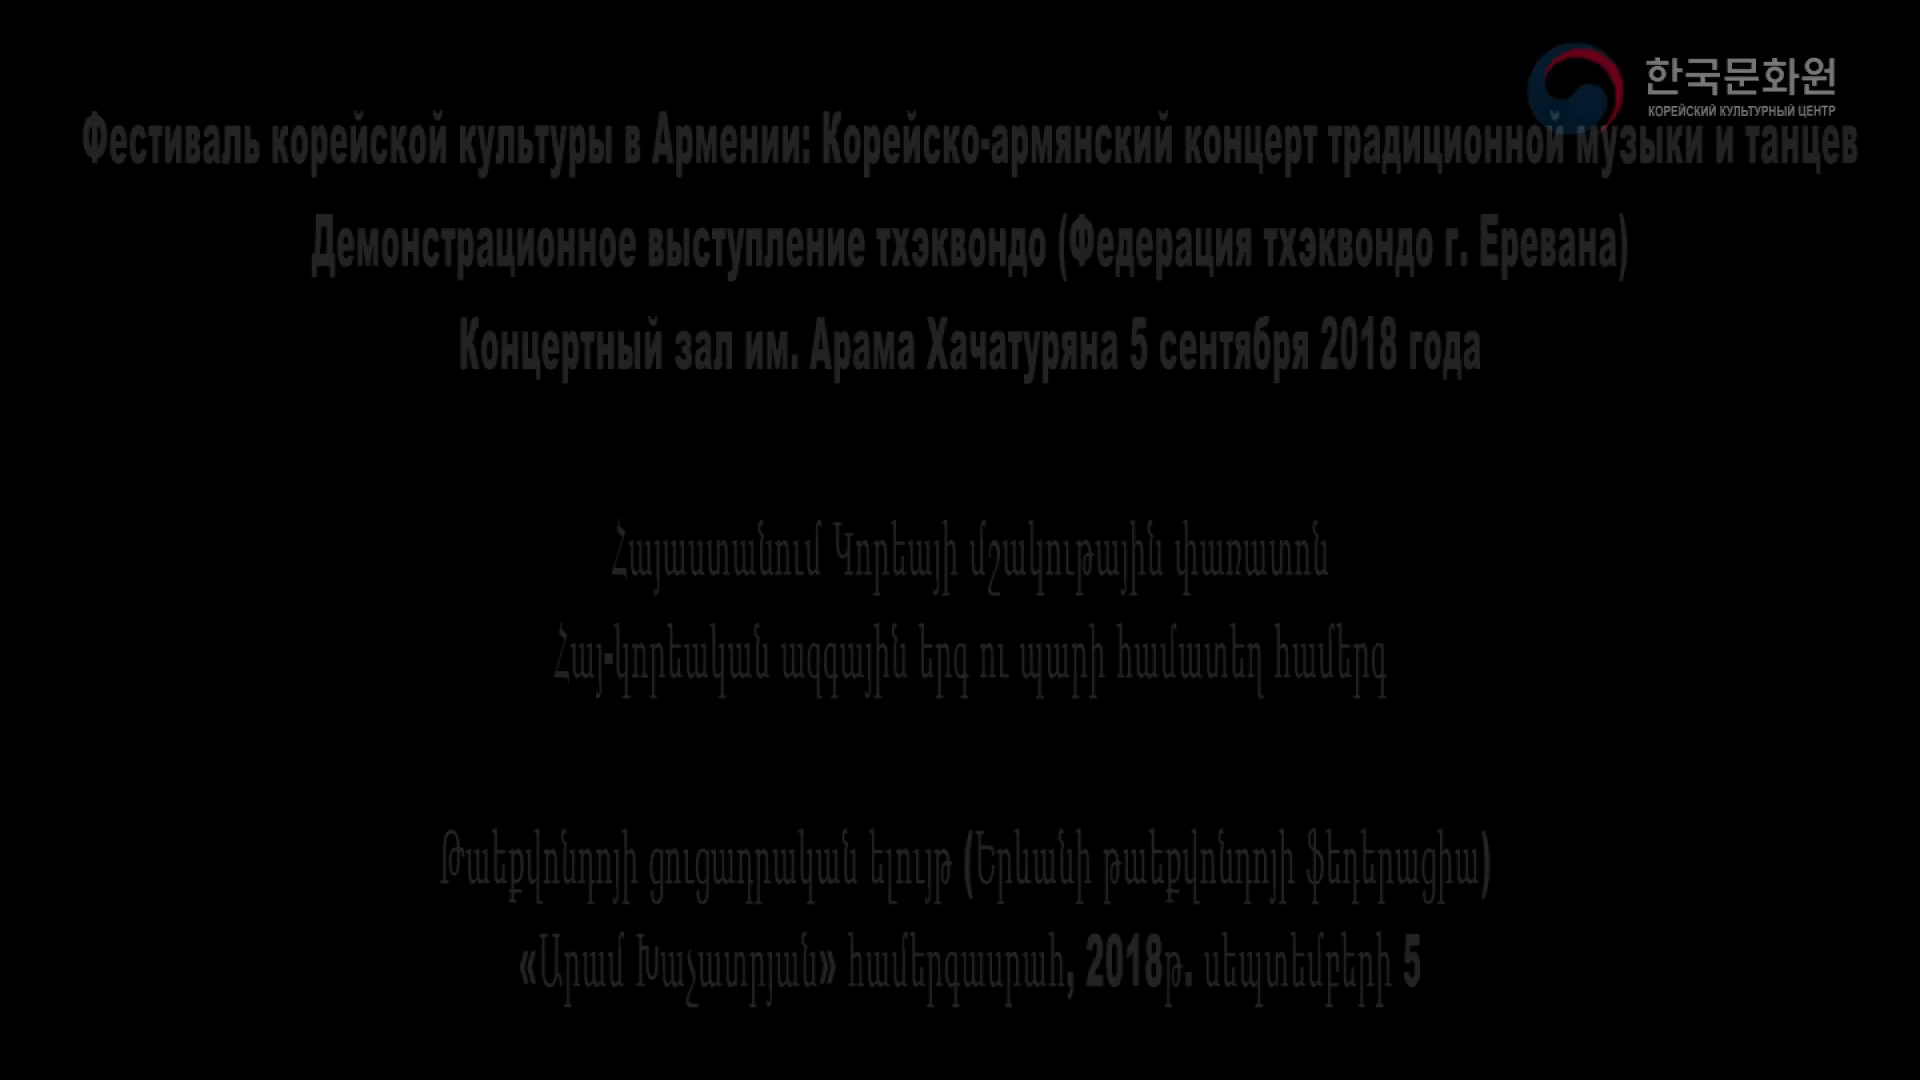 한국문화원
КОРЕЙСКИЙ КУЛЬТУРНЫЙ ЦЕНТР
Фестиваль корейской культуры в Армении: Корейско-армянский концерт традиционной музыки и танцев
Демонстрационное выступление тхэквондо (Федерация тхэквондо г. Еревана)
Концертный зал им. Арама Хачатуряна 5 сентября 2018 года
Հայաստանում Կորեայի մշակութային փառատոն
Հայ-կորեական ազգային երգ ու պարի համատեղ համերգ
Թաեքվոնդոյի ցուցադրական ելույթ (Երևանի թաեքվոնդոյի ֆեդերացիա)
«Արամ Խաչատրյան» համերգասրահ, 2018թ. սեպտեմբերի 5